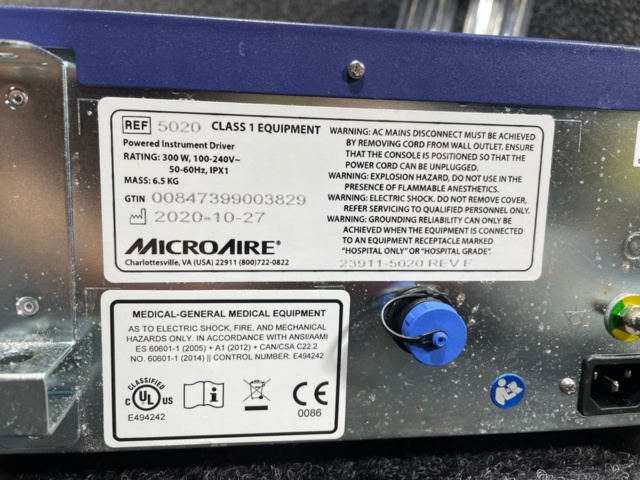 REF 5020 CLASS 1 EQUIPMENT
Powered Instrument Driver
RATING: 300 W, 100-240V~
50-60Hz, IPX1
MASS: 6.5 KG
GTIN 00847399003829
2020-10-27
MICROAIRE®
Charlottesville, VA (USA) 22911 (800)722-0822
WARNING: AC MAINS DISCONNECT MUST BE ACHIEVED
BY REMOVING CORD FROM WALL OUTLET. ENSURE
THAT THE CONSOLE IS POSITIONED SO THAT THE
POWER CORD CAN BE UNPLUGGED.
WARNING: EXPLOSION HAZARD, DO NOT USE IN THE
PRESENCE OF FLAMMABLE ANESTHETICS.
WARNING: ELECTRIC SHOCK. DO NOT REMOVE COVER,
REFER SERVICING TO QUALIFIED PERSONNEL ONLY.
WARNING: GROUNDING RELIABILITY CAN ONLY BE
ACHIEVED WHEN THE EQUIPMENT IS CONNECTED
TO AN EQUIPMENT RECEPTACLE MARKED
"HOSPITAL ONLY" OR "HOSPITAL GRADE".
23911-5020 REV F
MEDICAL-GENERAL MEDICAL EQUIPMENT
AS TO ELECTRIC SHOCK, FIRE, AND MECHANICAL
HAZARDS ONLY. IN ACCORDANCE WITH ANSI/AAMI
ES 60601-1 (2005) + A1 (2012) + CAN/CSA C22.2
NO. 60601-1 (2014) || CONTROL NUMBER: E494242
CLASSIFIED
C UL US
E494242
CE
0086